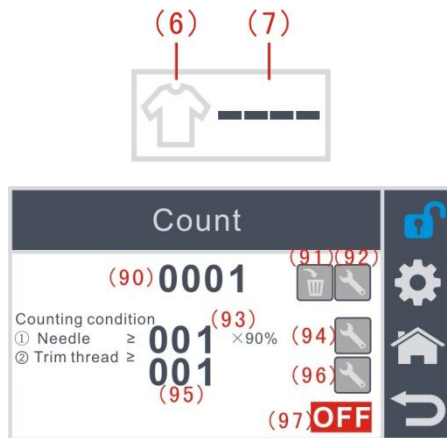 (6) (7)
----
Count
(91)(92)
(90) 0001
Counting condition (93)
① Needle ≥ 001 ×90% (94)
② Trim thread ≥ 001 (96)
(95)
(97) OFF